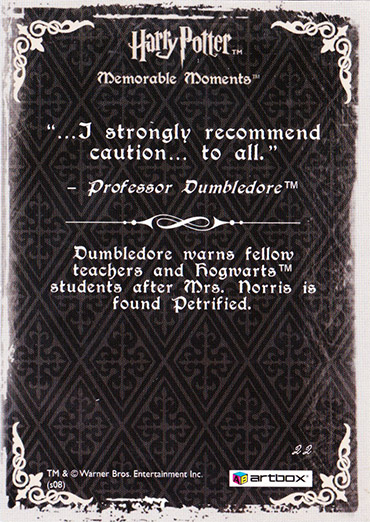 Harry Potter™
Memorable Moments™
“...I strongly recommend
caution... to all.”
– Professor Dumbledore™
Dumbledore warns fellow
teachers and Hogwarts™
students after Mrs. Norris is
found Petrified.
22
TM & © Warner Bros. Entertainment Inc.
(s08)
artbox